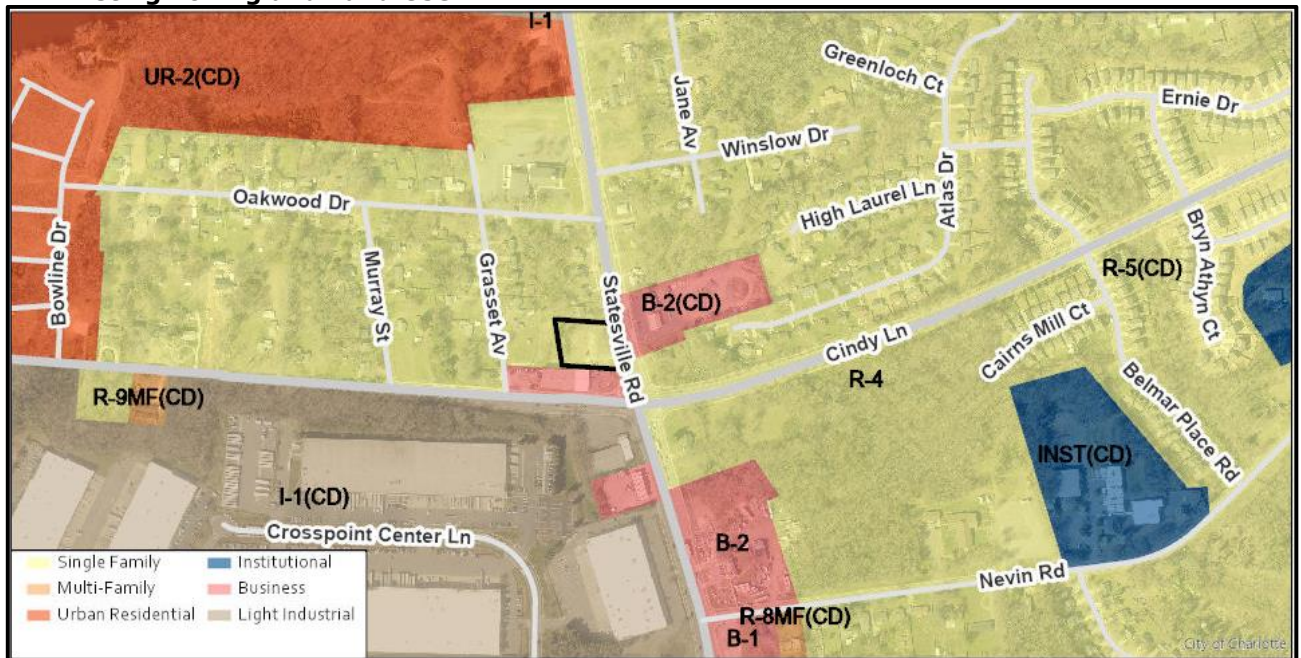 I-1
UR-2(CD)
Greenloch Ct
Jane Av
Ernie Dr
Winslow Dr
Oakwood Dr
High Laurel Ln
Atlas Dr
Bryn Athyn Ct
Bowline Dr
Murray St
Grasset Av
Statesville Rd
B-2(CD)
R-5(CD)
Cindy Ln
Cairns Mill Ct
R-4
R-9MF(CD)
Belmar Place Rd
INST(CD)
I-1(CD)
Crosspoint Center Ln
B-2
Nevin Rd
R-8MF(CD)
B-1
Single Family
Institutional
Multi-Family
Business
Urban Residential
Light Industrial
City of Charlotte